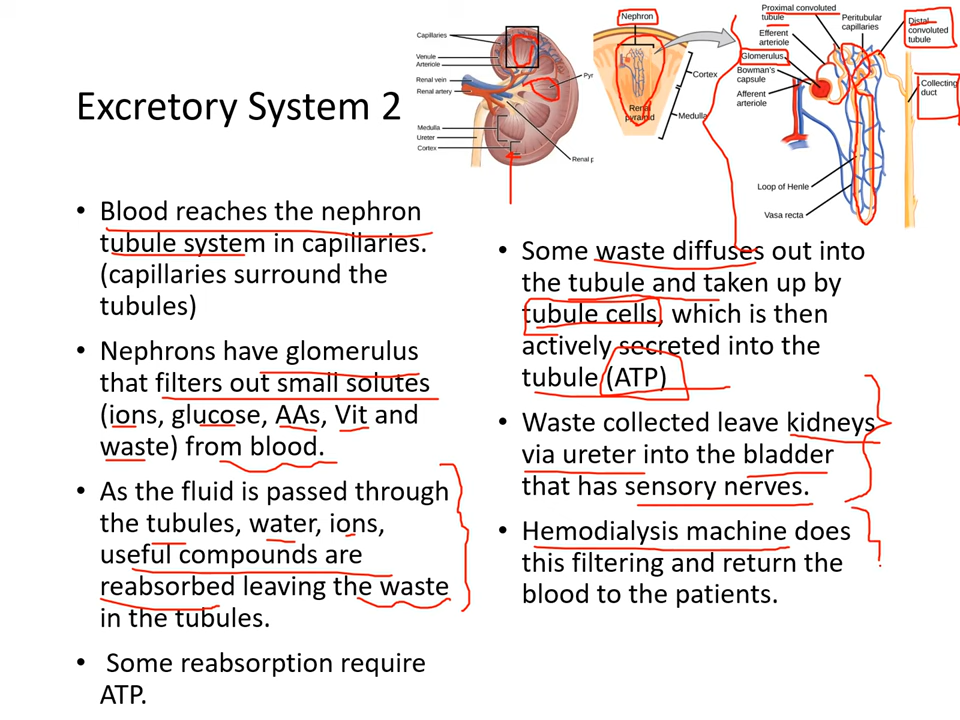 Excretory System 2
Capillaries
Venule
Arteriole
Renal vein
Renal artery
Medulla
Ureter
Cortex
Renal p
Nephron
Cortex
Renal
pyramid
Medulla
Proximal convoluted
tubule
Efferent
arteriole
Glomerulus
Bowman's
capsule
Afferent
arteriole
Peritubular
capillaries
Distal
convoluted
tubule
Collecting
duct
Loop of Henle
Vasa recta
• Blood reaches the nephron
tubule system in capillaries.
(capillaries surround the
tubules)
• Nephrons have glomerulus
that filters out small solutes
(ions, glucose, AAs, Vit and
waste) from blood.
• As the fluid is passed through
the tubules, water, ions,
useful compounds are
reabsorbed leaving the waste
in the tubules.
• Some reabsorption require
ATP.
• Some waste diffuses out into
the tubule and taken up by
tubule cells, which is then
actively secreted into the
tubule (ATP)
• Waste collected leave kidneys
via ureter into the bladder
that has sensory nerves.
• Hemodialysis machine does
this filtering and return the
blood to the patients.